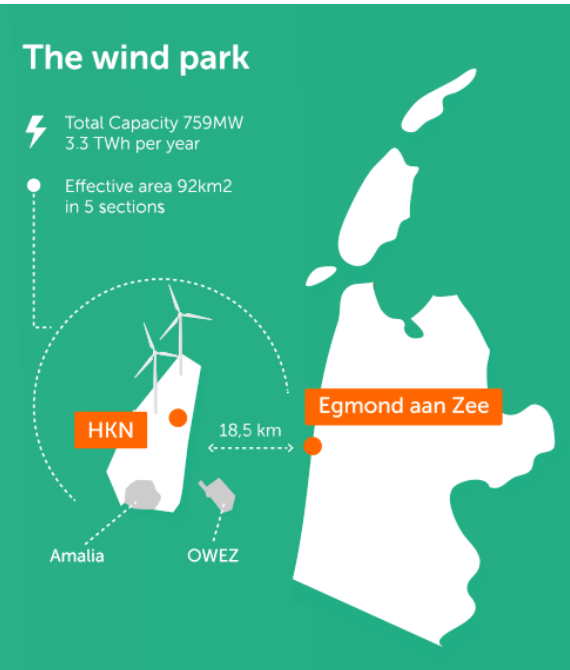 The wind park
Total Capacity 759MW
3.3 TWh per year
Effective area 92km2
in 5 sections
Egmond aan Zee
HKN
18,5 km
Amalia
OWEZ